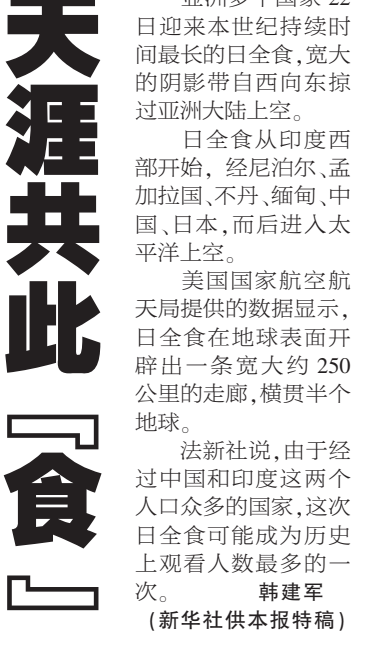 天涯共此『食』
亚洲多个国家 22
日迎来本世纪持续时
间最长的日全食，宽大
的阴影带自西向东掠
过亚洲大陆上空。
日全食从印度西
部开始，经尼泊尔、孟
加拉国、不丹、缅甸、中
国、日本，而后进入太
平洋上空。
美国国家航空航
天局提供的数据显示，
日全食在地球表面开
辟出一条宽大约 250
公里的走廊，横贯半个
地球。
法新社说，由于经
过中国和印度这两个
人口众多的国家，这次
日全食可能成为历史
上观看人数最多的一
次。 韩建军
（新华社供本报特稿）